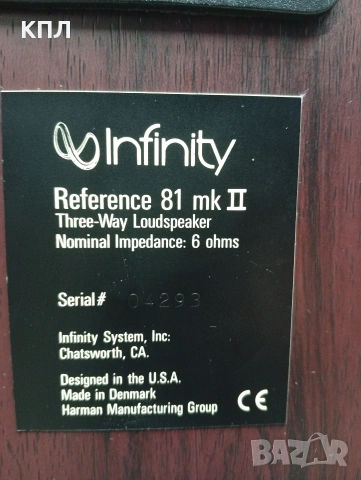 КПЛ
Infinity
Reference 81 mk II
Three-Way Loudspeaker
Nominal Impedance: 6 ohms
Serial# 04293
Infinity System, Inc:
Chatsworth, CA.
Designed in the U.S.A.
Made in Denmark
Harman Manufacturing Group CE
BAZAR